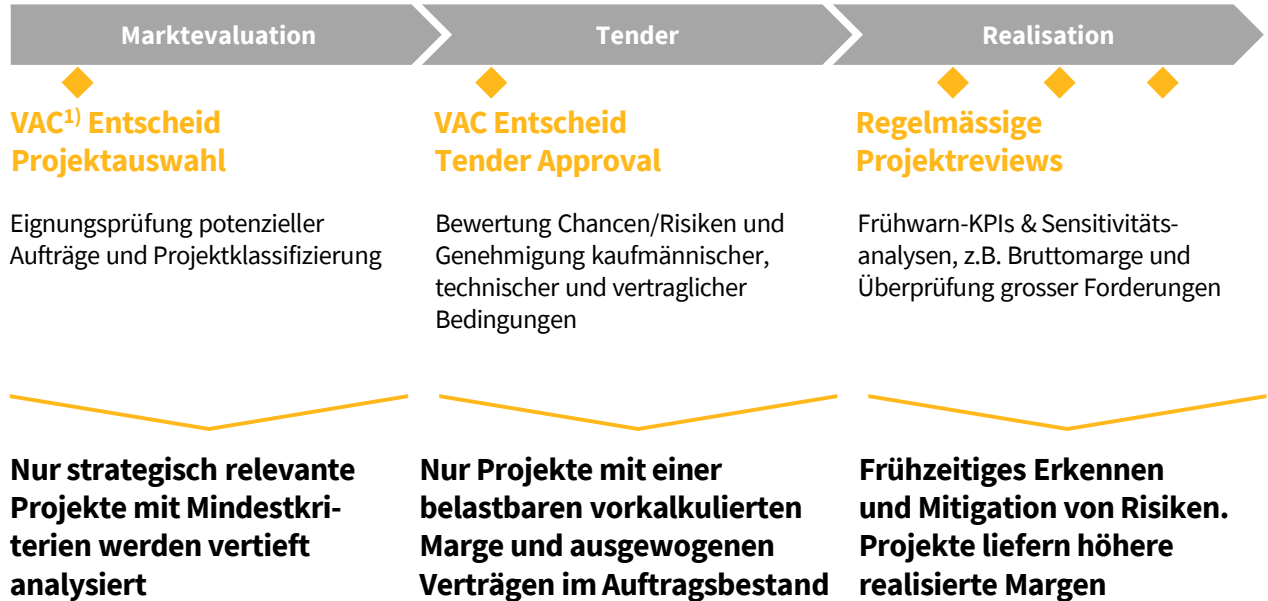 Marktevaluation
Tender
Realisation
VAC1) Entscheid
Projektauswahl
Eignungsprüfung potenzieller
Aufträge und Projektklassifizierung
Nur strategisch relevante
Projekte mit Mindestkri-
terien werden vertieft
analysiert
VAC Entscheid
Tender Approval
Bewertung Chancen/Risiken und
Genehmigung kaufmännischer,
technischer und vertraglicher
Bedingungen
Nur Projekte mit einer
belastbaren vorkalkulierten
Marge und ausgewogenen
Verträgen im Auftragsbestand
Regelmässige
Projektreviews
Frühwarn-KPIs & Sensitivitäts-
analysen, z.B. Bruttomarge und
Überprüfung grosser Forderungen
Frühzeitiges Erkennen
und Mitigation von Risiken.
Projekte liefern höhere
realisierte Margen